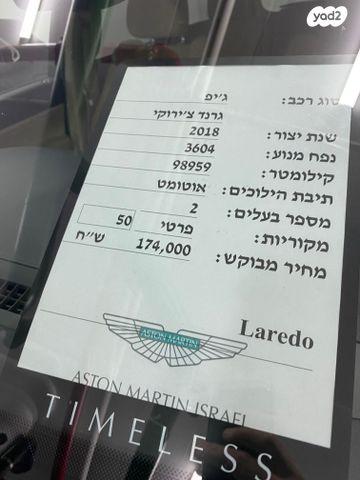 yad2
סוג רכב: ג׳יפ
גרנד צ׳ירוקי
שנת יצור: 2018
נפח מנוע: 3604
קילומטר: 98959
תיבת הילוכים: אוטומט
מספר בעלים: 2
מקוריות: פרטי 50
מחיר מבוקש: 174,000 ש״ח
Laredo
ASTON MARTIN
ASTON MARTIN ISRAEL
TIMELESS